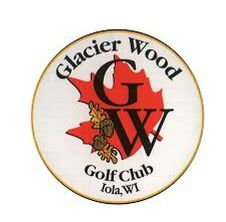 Glacier Wood
G
W
Golf Club
Iola, WI